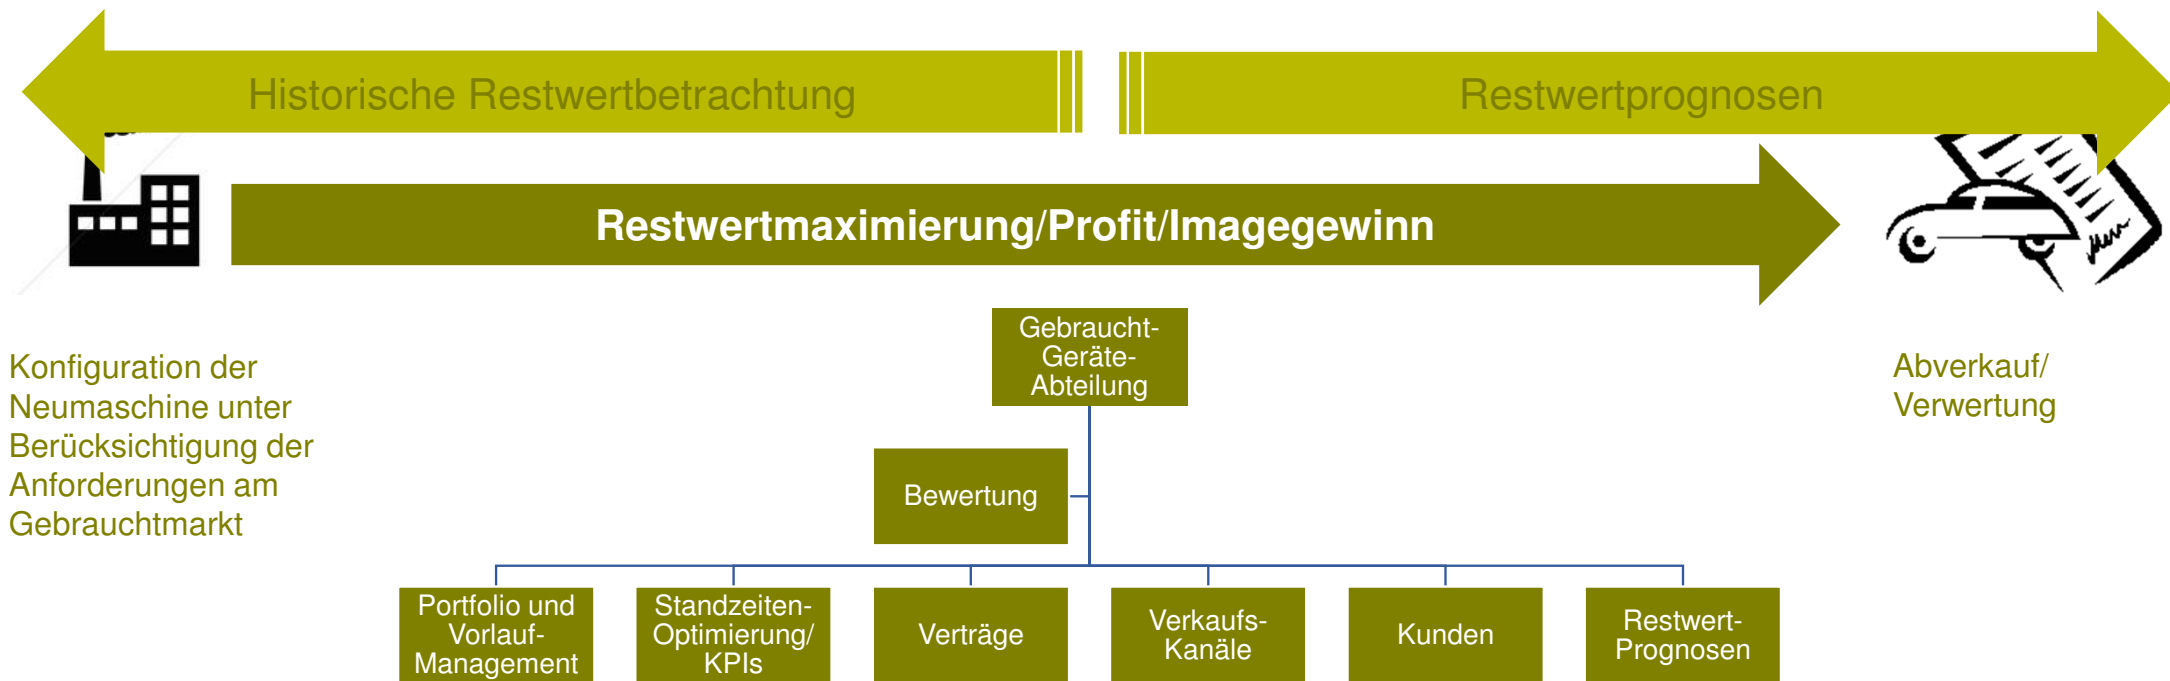 Historische Restwertbetrachtung
Restwertprognosen
Restwertmaximierung/Profit/Imagegewinn
Konfiguration der
Neumaschine unter
Berücksichtigung der
Anforderungen am
Gebrauchtmarkt
Gebraucht-
Geräte-
Abteilung
Abverkauf/
Verwertung
Bewertung
Portfolio und
Vorlauf-
Management
Standzeiten-
Optimierung/
KPIs
Verträge
Verkaufs-
Kanäle
Kunden
Restwert-
Prognosen